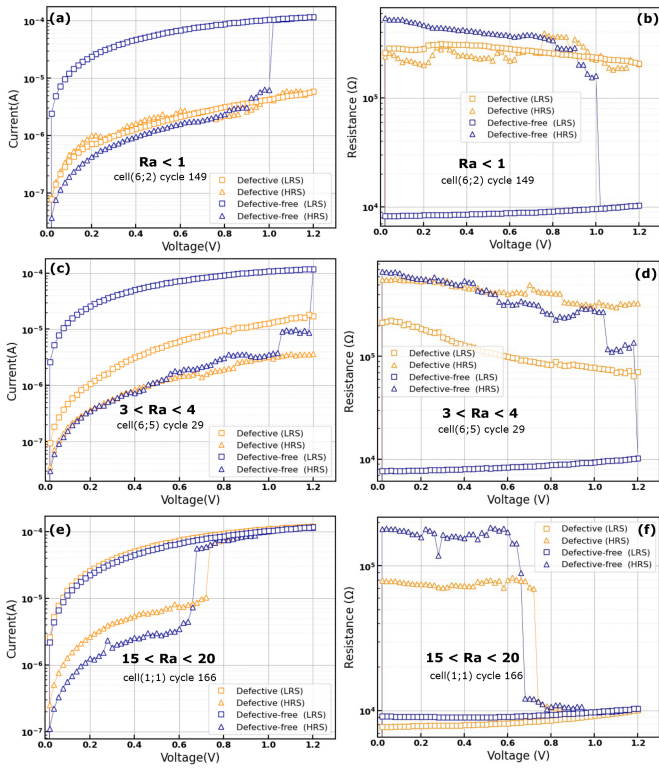 (a)
Current(A)
10⁻⁴
10⁻⁵
10⁻⁶
10⁻⁷
Ra < 1
cell(6;2) cycle 149
Defective (LRS)
Defective (HRS)
Defective-free (LRS)
Defective-free (HRS)
0.0 0.2 0.4 0.6 0.8 1.0 1.2
Voltage(V)
(b)
Resistance (Ω)
10⁵
10⁴
Defective (LRS)
Defective (HRS)
Defective-free (LRS)
Defective-free (HRS)
Ra < 1
cell(6;2) cycle 149
0.0 0.2 0.4 0.6 0.8 1.0 1.2
Voltage (V)
(c)
Current(A)
10⁻⁴
10⁻⁵
10⁻⁶
10⁻⁷
3 < Ra < 4
cell(6;5) cycle 29
Defective (LRS)
Defective (HRS)
Defective-free (LRS)
Defective-free (HRS)
0.0 0.2 0.4 0.6 0.8 1.0 1.2
Voltage(V)
(d)
Resistance (Ω)
10⁵
10⁴
Defective (LRS)
Defective (HRS)
Defective-free (LRS)
Defective-free (HRS)
3 < Ra < 4
cell(6;5) cycle 29
0.0 0.2 0.4 0.6 0.8 1.0 1.2
Voltage (V)
(e)
Current(A)
10⁻⁴
10⁻⁵
10⁻⁶
10⁻⁷
15 < Ra < 20
cell(1;1) cycle 166
Defective (LRS)
Defective (HRS)
Defective-free (LRS)
Defective-free (HRS)
0.0 0.2 0.4 0.6 0.8 1.0 1.2
Voltage(V)
(f)
Resistance (Ω)
10⁵
10⁴
Defective (LRS)
Defective (HRS)
Defective-free (LRS)
Defective-free (HRS)
15 < Ra < 20
cell(1;1) cycle 166
0.0 0.2 0.4 0.6 0.8 1.0 1.2
Voltage (V)